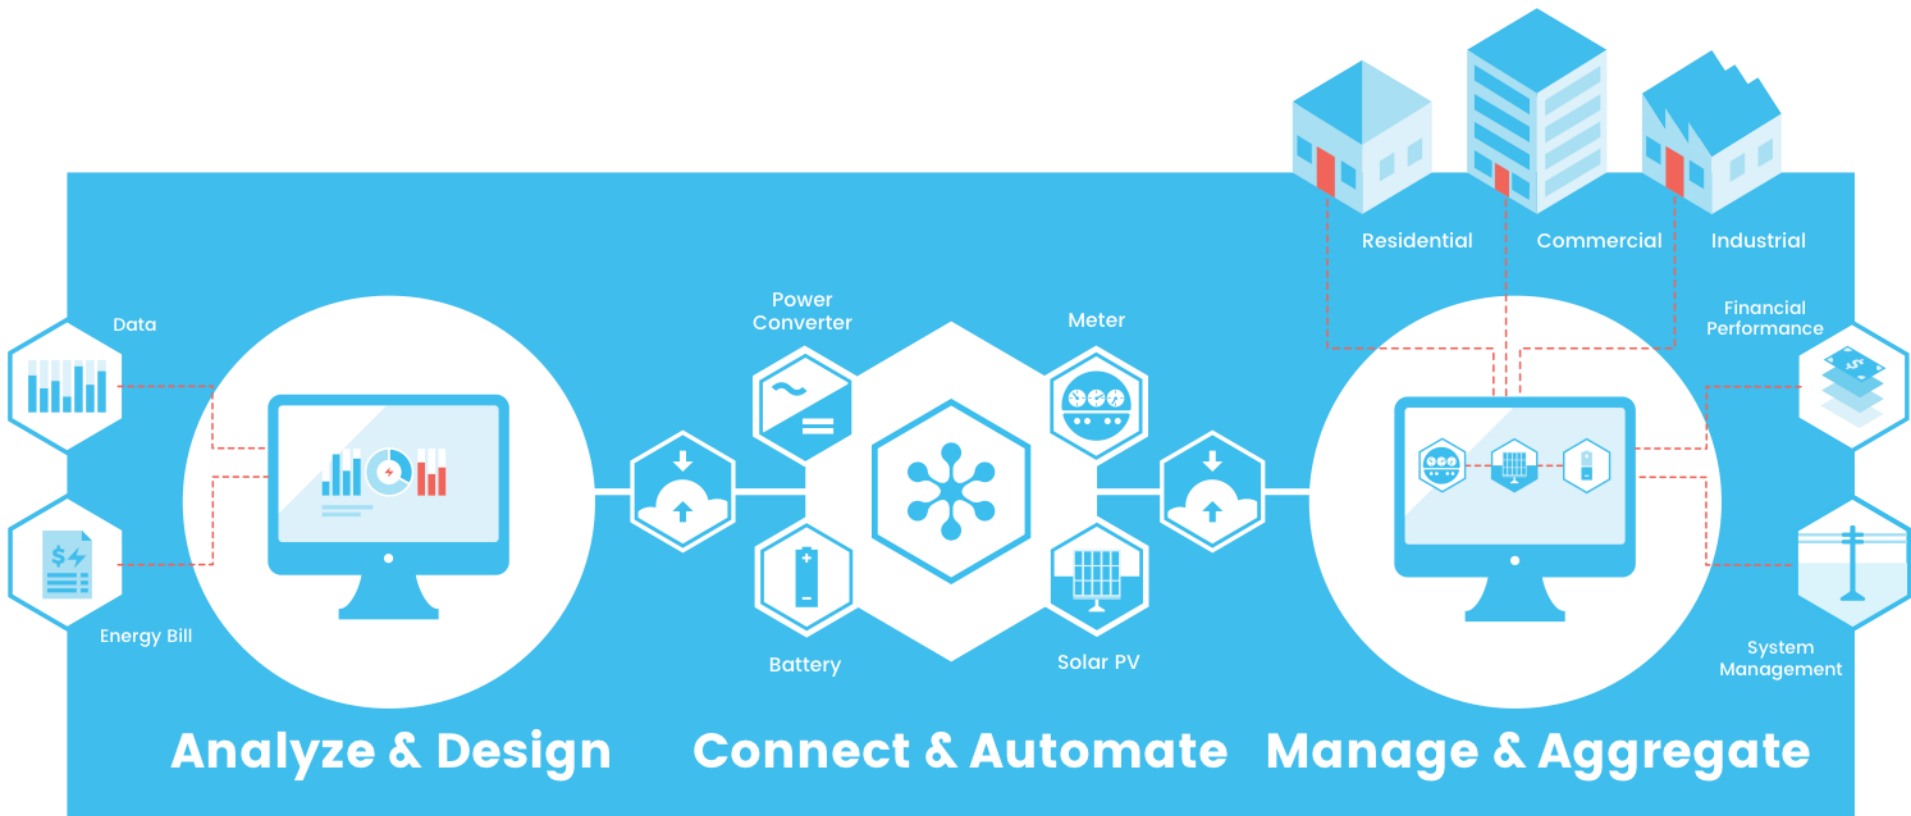 Residential
Commercial
Industrial
Data
Power
Converter
Meter
Financial
Performance
$
$
Energy Bill
Battery
Solar PV
System
Management
Analyze & Design
Connect & Automate
Manage & Aggregate